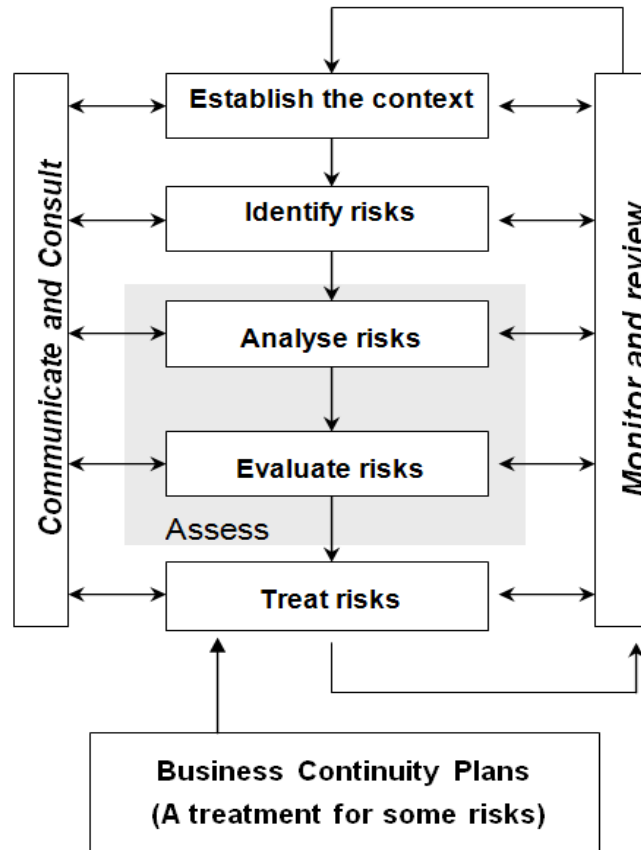 Establish the context
Identify risks
Analyse risks
Evaluate risks
Assess
Treat risks
Communicate and Consult
Monitor and review
Business Continuity Plans
(A treatment for some risks)